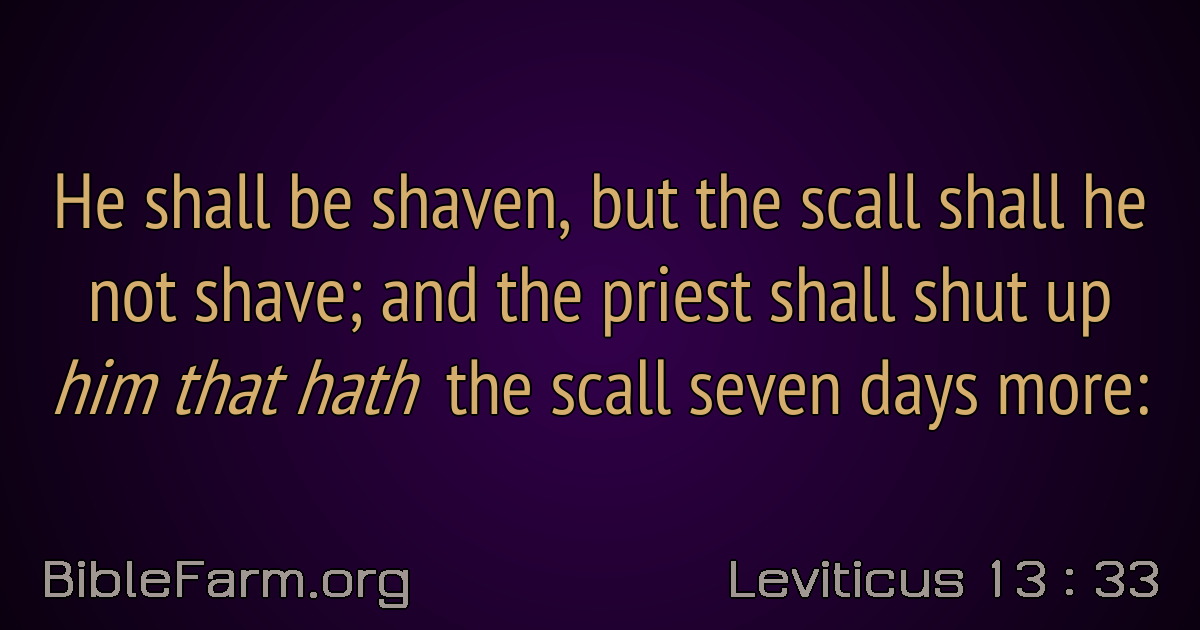 He shall be shaven, but the scall shall he
not shave; and the priest shall shut up
him that hath the scall seven days more:
BibleFarm.org
Leviticus 13 : 33